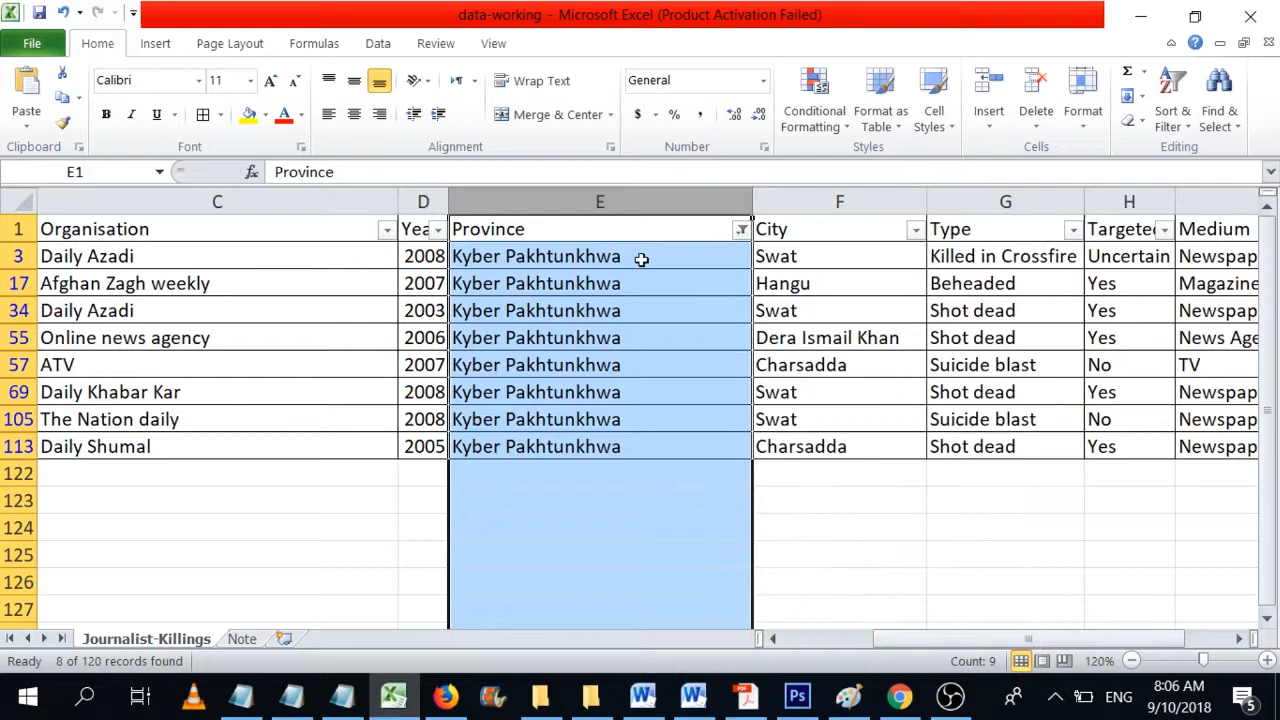 data-working - Microsoft Excel (Product Activation Failed)
File Home Insert Page Layout Formulas Data Review View
Paste
Calibri 11
B I U A
Wrap Text
Merge & Center
General
$ % ,
Conditional Formatting
Format as Table
Cell Styles
Insert
Delete
Format
Σ
Sort & Filter
Find & Select
Clipboard Font Alignment Number Styles Cells Editing
E1 fx Province
C D E F G H
1 Organisation Yea Province City Type Targeted Medium
3 Daily Azadi 2008 Kyber Pakhtunkhwa Swat Killed in Crossfire Uncertain Newspap
17 Afghan Zagh weekly 2007 Kyber Pakhtunkhwa Hangu Beheaded Yes Magazine
34 Daily Azadi 2003 Kyber Pakhtunkhwa Swat Shot dead Yes Newspap
55 Online news agency 2006 Kyber Pakhtunkhwa Dera Ismail Khan Shot dead Yes News Age
57 ATV 2007 Kyber Pakhtunkhwa Charsadda Suicide blast No TV
69 Daily Khabar Kar 2008 Kyber Pakhtunkhwa Swat Shot dead Yes Newspap
105 The Nation daily 2008 Kyber Pakhtunkhwa Swat Suicide blast No Newspap
113 Daily Shumal 2005 Kyber Pakhtunkhwa Charsadda Shot dead Yes Newspap
122
123
124
125
126
127
Journalist-Killings Note
Ready 8 of 120 records found Count: 9 120%
ENG
8:06 AM
9/10/2018
5